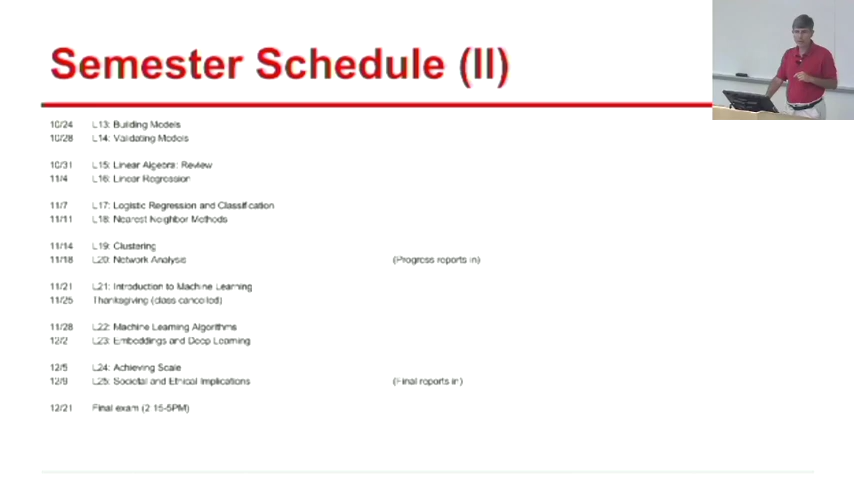 Semester Schedule (II)
10/24 L13: Building Models
10/28 L14: Validating Models
10/31 L15: Linear Algebra: Review
11/4 L16: Linear Regression
11/7 L17: Logistic Regression and Classification
11/11 L18: Nearest Neighbor Methods
11/14 L19: Clustering
11/18 L20: Network Analysis (Progress reports in)
11/21 L21: Introduction to Machine Learning
11/25 Thanksgiving (class cancelled)
11/28 L22: Machine Learning Algorithms
12/2 L23: Embeddings and Deep Learning
12/5 L24: Achieving Scale
12/9 L25: Societal and Ethical Implications (Final reports in)
12/21 Final exam (2 15-5PM)